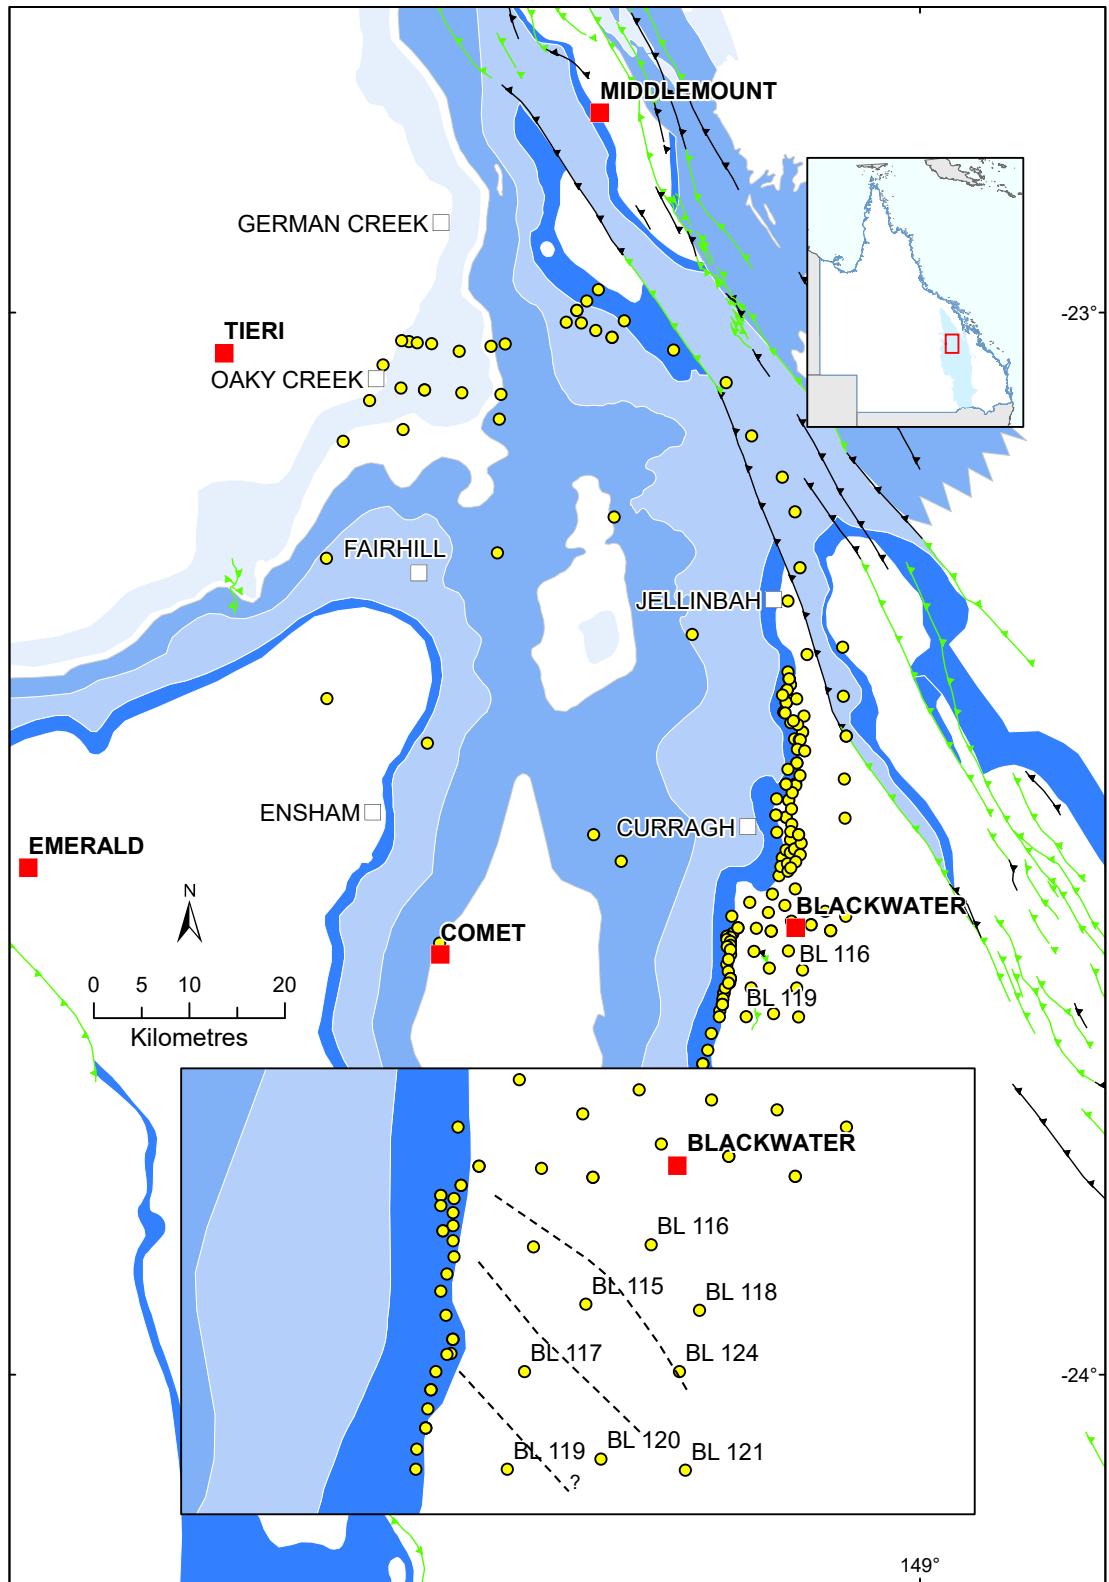 MIDDLEMOUNT
GERMAN CREEK
-23°
TIERI
OAKY CREEK
FAIRHILL
JELLINBAH
ENSHAM
CURRAGH
EMERALD
BLACKWATER
N
COMET
BL 116
0 5 10 20
BL 119
Kilometres
BLACKWATER
BL 116
BL 115
BL 118
BL 117
BL 124
-24°
BL 120
BL 119
BL 121
?
149°